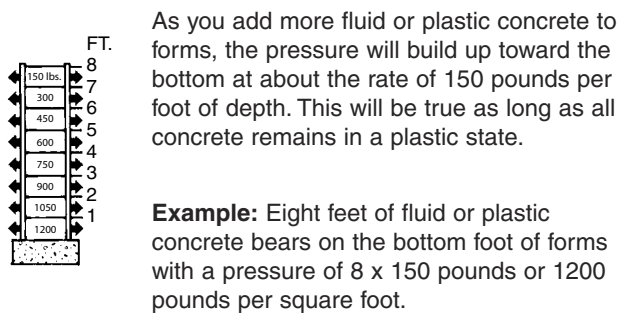 FT.
8
150 lbs.
7
300
6
450
5
600
4
750
3
900
2
1050
1
1200
As you add more fluid or plastic concrete to
forms, the pressure will build up toward the
bottom at about the rate of 150 pounds per
foot of depth. This will be true as long as all
concrete remains in a plastic state.
Example: Eight feet of fluid or plastic
concrete bears on the bottom foot of forms
with a pressure of 8 x 150 pounds or 1200
pounds per square foot.